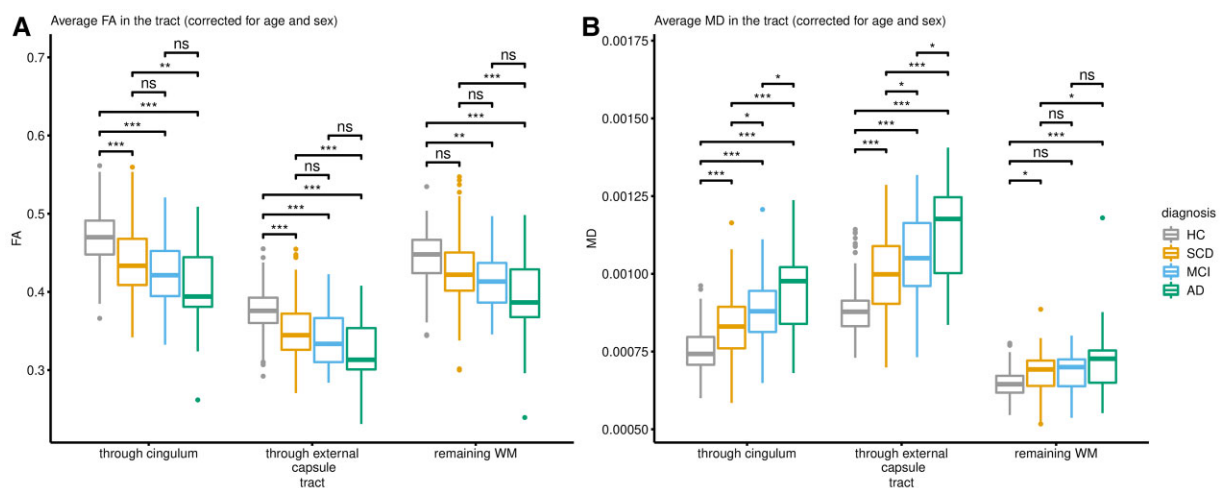 A
Average FA in the tract (corrected for age and sex)
0.7
0.6
0.5
0.4
0.3
FA
ns
**
ns
***
***
***
ns
***
ns
***
***
***
ns
***
ns
***
**
ns
through cingulum
through external
capsule
remaining WM
tract
B
Average MD in the tract (corrected for age and sex)
0.00175
0.00150
0.00125
0.00100
0.00075
0.00050
MD
*
***
*
***
***
***
*
***
*
***
***
***
ns
*
ns
***
ns
*
through cingulum
through external
capsule
remaining WM
tract
diagnosis
HC
SCD
MCI
AD